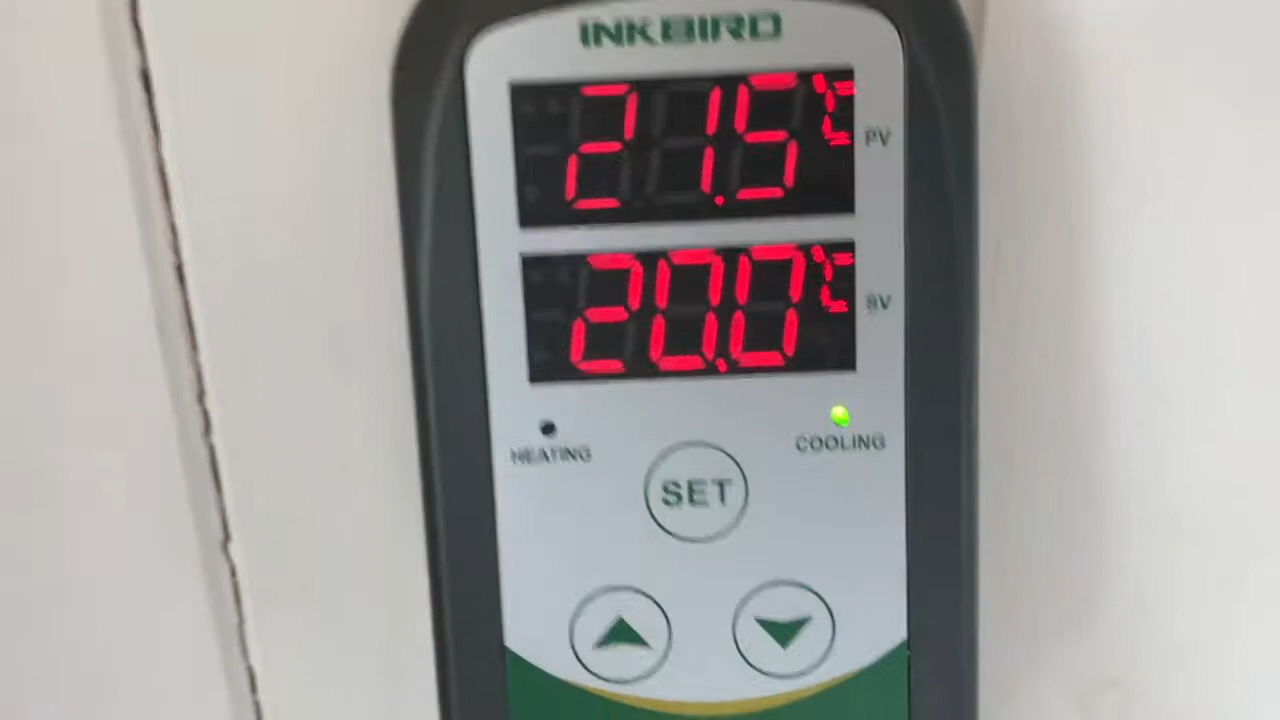 INKBIRD
21.5℃ PV
20.0℃ SV
HEATING
COOLING
SET